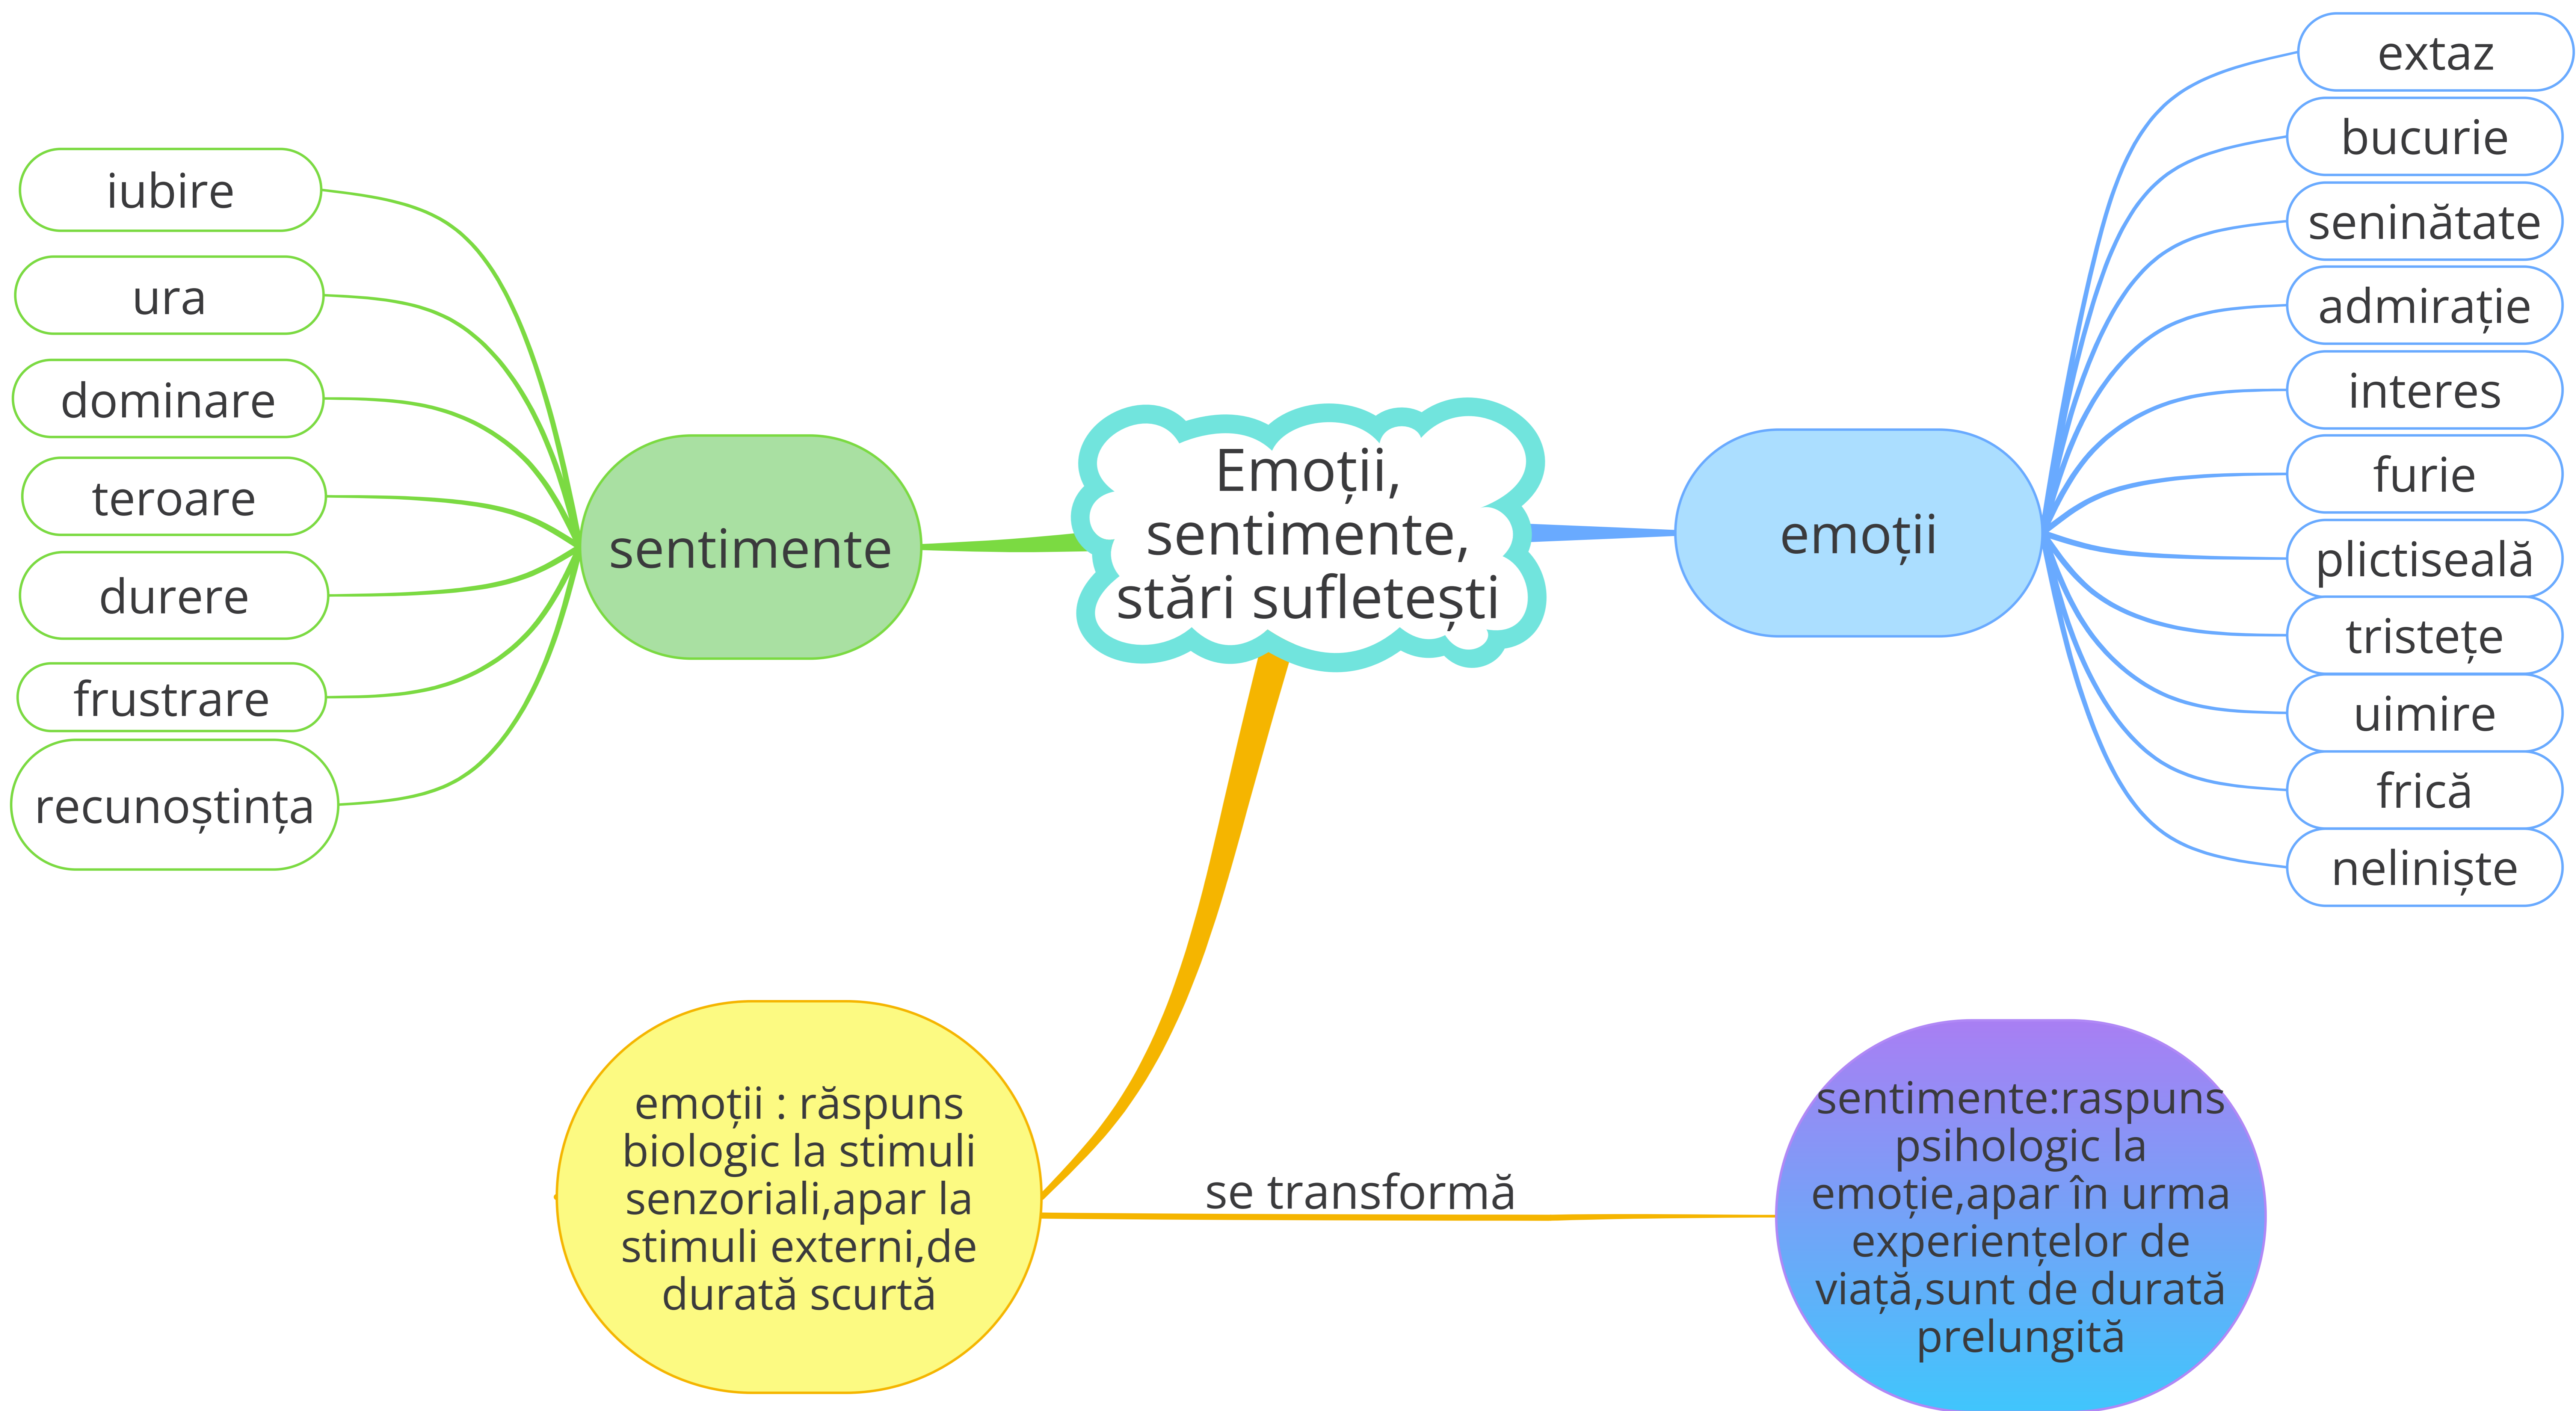 Emoții,
sentimente,
stări sufletești
sentimente
iubire
ura
dominare
teroare
durere
frustrare
recunoștința
emoții
extaz
bucurie
seninătate
admirație
interes
furie
plictiseală
tristețe
uimire
frică
neliniște
emoții : răspuns
biologic la stimuli
senzoriali,apar la
stimuli externi,de
durată scurtă
se transformă
sentimente:raspuns
psihologic la
emoție,apar în urma
experiențelor de
viață,sunt de durată
prelungită